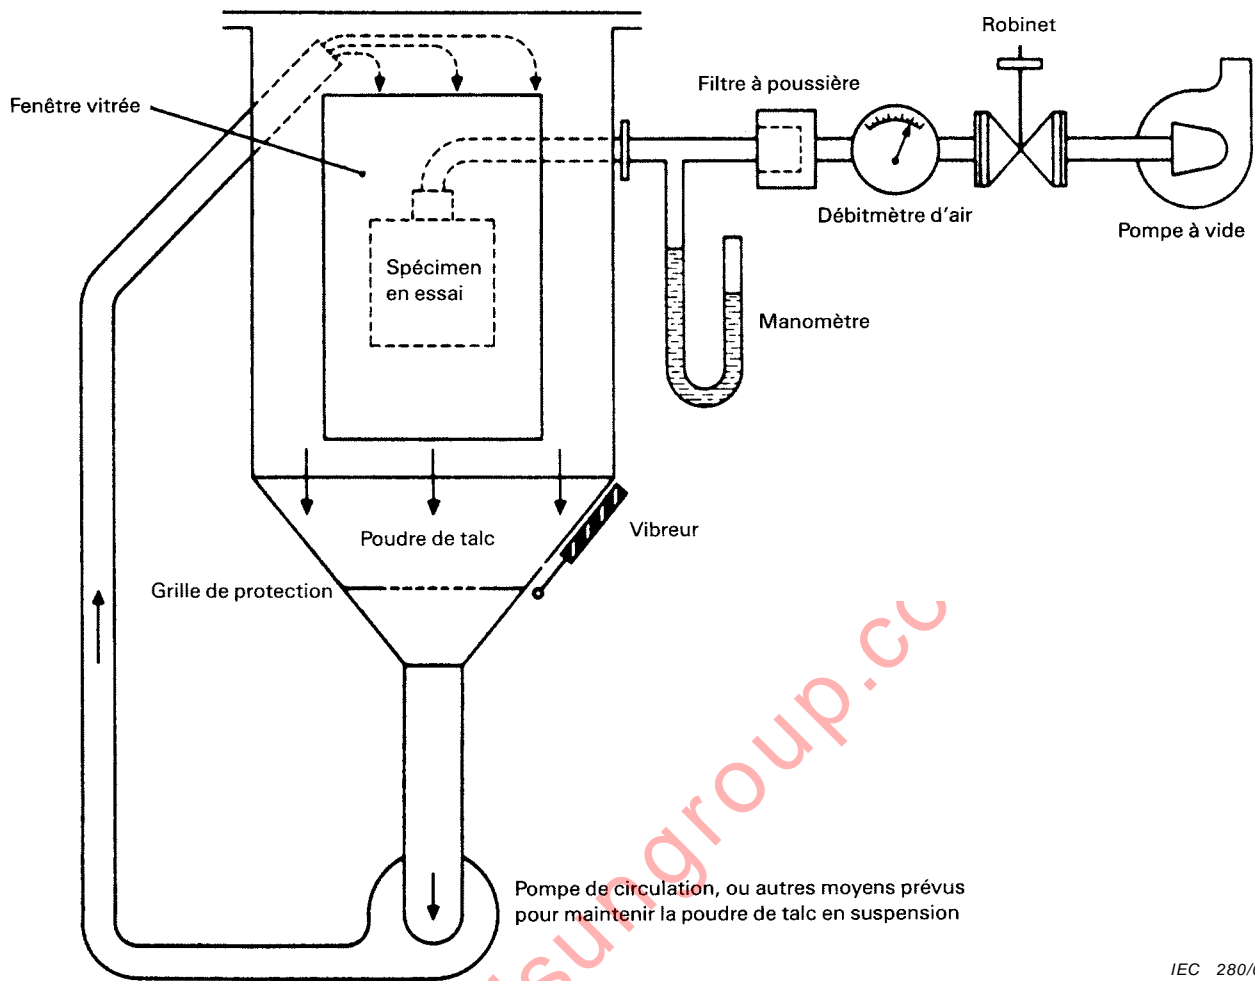 Robinet
Filtre à poussière
Fenêtre vitrée
Débitmètre d'air
Pompe à vide
Spécimen
en essai
Manomètre
Vibreur
Poudre de talc
Grille de protection
Pompe de circulation, ou autres moyens prévus
pour maintenir la poudre de talc en suspension
IEC 280/